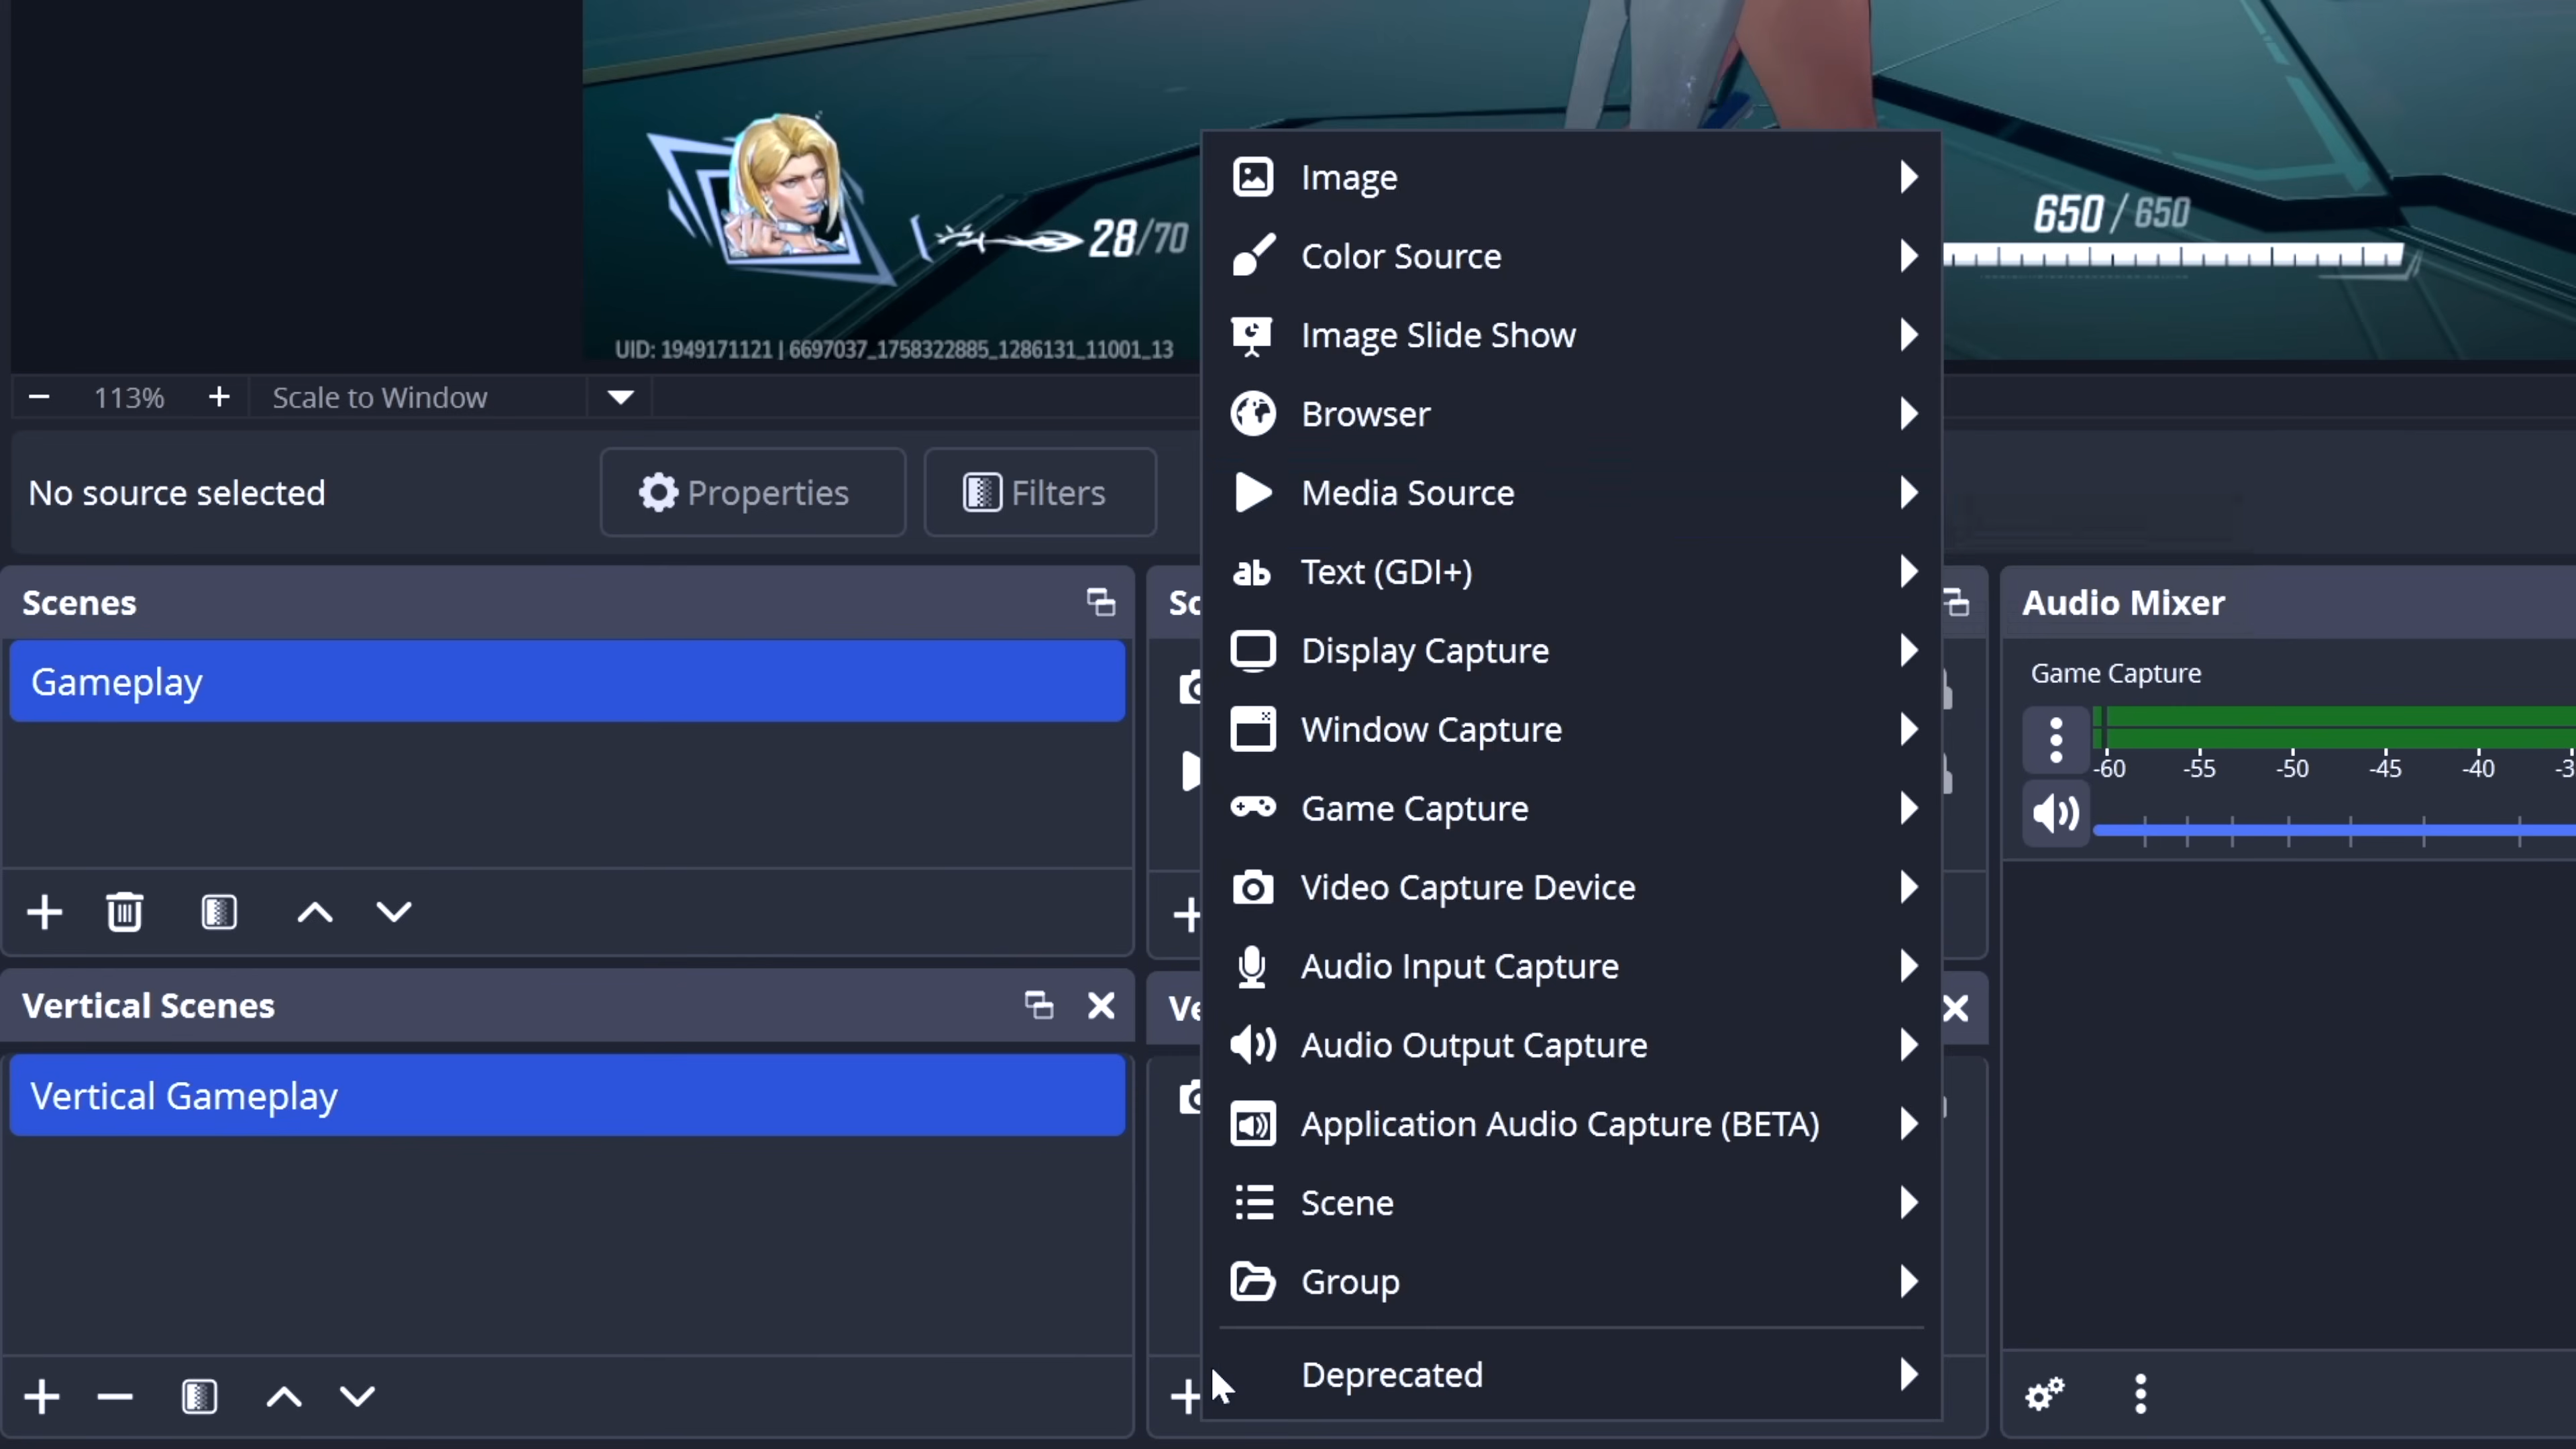 28/70
650/650
UID: 1949171121 | 6697037_1758322885_1286131_11001_13
113%
Scale to Window
No source selected
Properties
Filters
Image
Color Source
Image Slide Show
Browser
Media Source
Text (GDI+)
Display Capture
Window Capture
Game Capture
Video Capture Device
Audio Input Capture
Audio Output Capture
Application Audio Capture (BETA)
Scene
Group
Deprecated
Scenes
Gameplay
Vertical Scenes
Vertical Gameplay
Audio Mixer
Game Capture
-60 -55 -50 -45 -40